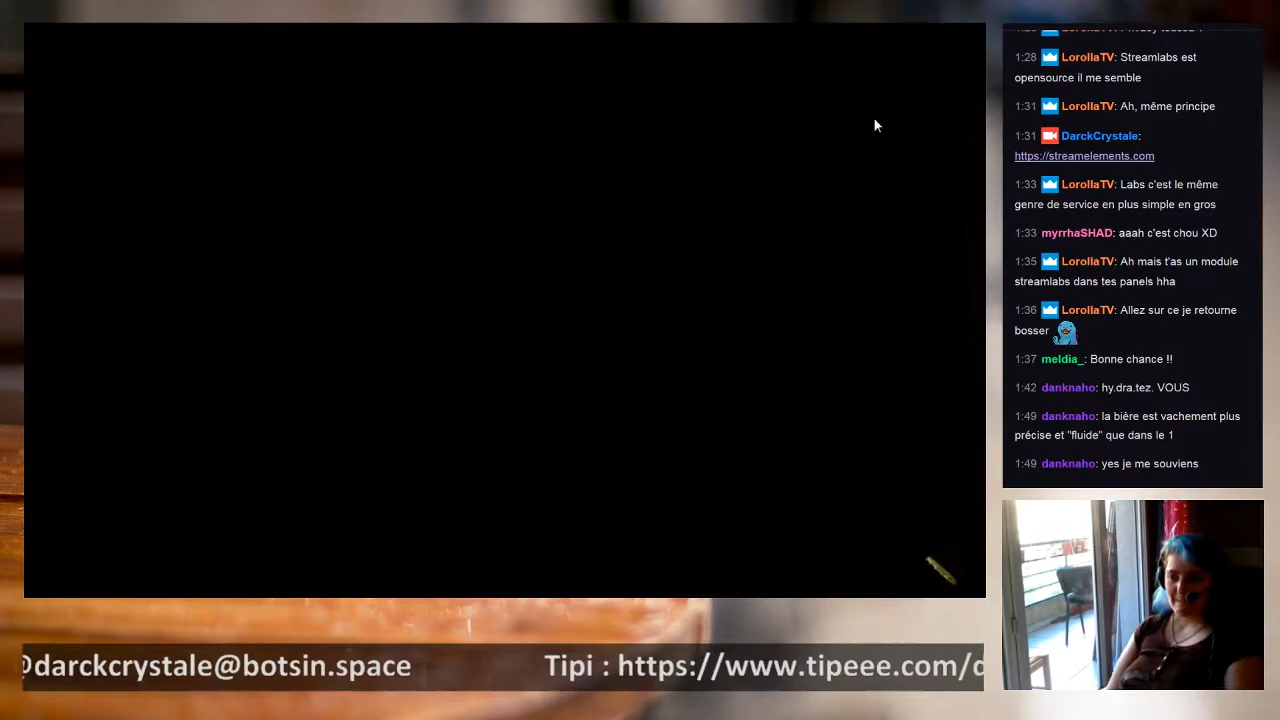 1:28 LorollaTV: Streamlabs est
opensource il me semble
1:31 LorollaTV: Ah, même principe
1:31 DarckCrystale:
https://streamelements.com
1:33 LorollaTV: Labs c'est le même
genre de service en plus simple en gros
1:33 myrrhaSHAD: aaah c'est chou XD
1:35 LorollaTV: Ah mais t'as un module
streamlabs dans tes panels hha
1:36 LorollaTV: Allez sur ce je retourne
bosser
1:37 meldia_: Bonne chance !!
1:42 danknaho: hy.dra.tez. VOUS
1:49 danknaho: la bière est vachement plus
précise et "fluide" que dans le 1
1:49 danknaho: yes je me souviens
@darckcrystale@botsin.space Tipi : https://www.tipeee.com/d